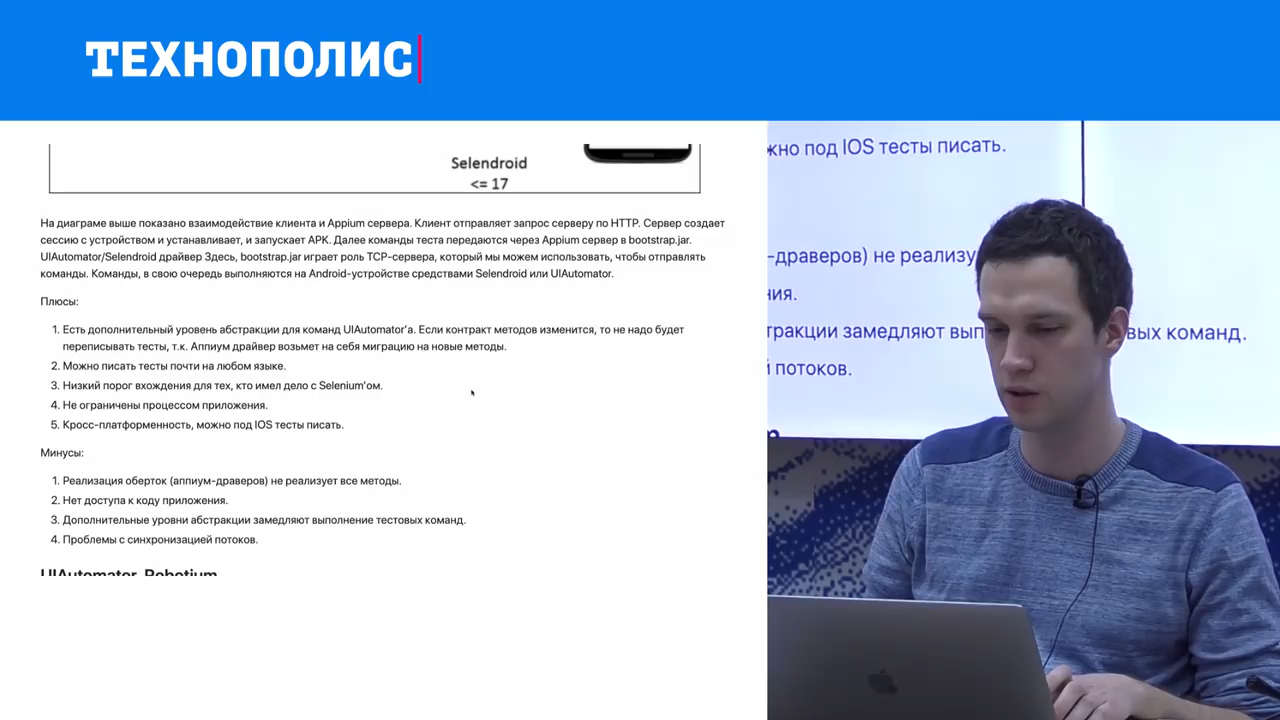 ТЕХНОПОЛИС
Selendroid
<= 17
На диаграме выше показано взаимодействие клиента и Appium сервера. Клиент отправляет запрос серверу по HTTP. Сервер создает
сессию с устройством и устанавливает, и запускает APK. Далее команды теста передаются через Appium сервер в bootstrap.jar.
UIAutomator/Selendroid драйвер Здесь, bootstrap.jar играет роль TCP-сервера, который мы можем использовать, чтобы отправлять
команды. Команды, в свою очередь выполняются на Android-устройстве средствами Selendroid или UIAutomator.
Плюсы:
1. Есть дополнительный уровень абстракции для команд UIAutomator'a. Если контракт методов изменится, то не надо будет
переписывать тесты, т.к. Аппиум драйвер возьмет на себя миграцию на новые методы.
2. Можно писать тесты почти на любом языке.
3. Низкий порог вхождения для тех, кто имел дело с Selenium'ом.
4. Не ограничены процессом приложения.
5. Кросс-платформенность, можно под IOS тесты писать.
Минусы:
1. Реализация оберток (аппиум-драверов) не реализует все методы.
2. Нет доступа к коду приложения.
3. Дополнительные уровни абстракции замедляют выполнение тестовых команд.
4. Проблемы с синхронизацией потоков.
UIAutomator, Robotium
жно под IOS тесты писать.
-драверов) не реализу
ния.
тракции замедляют вып вых команд.
й потоков.